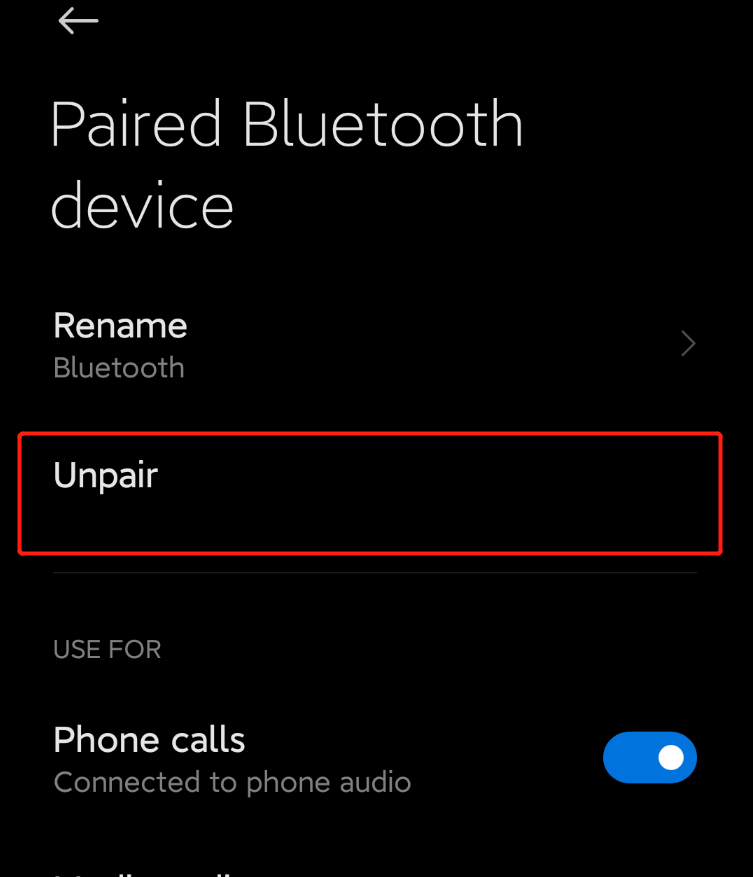 Paired Bluetooth
device
Rename
Bluetooth
Unpair
USE FOR
Phone calls
Connected to phone audio